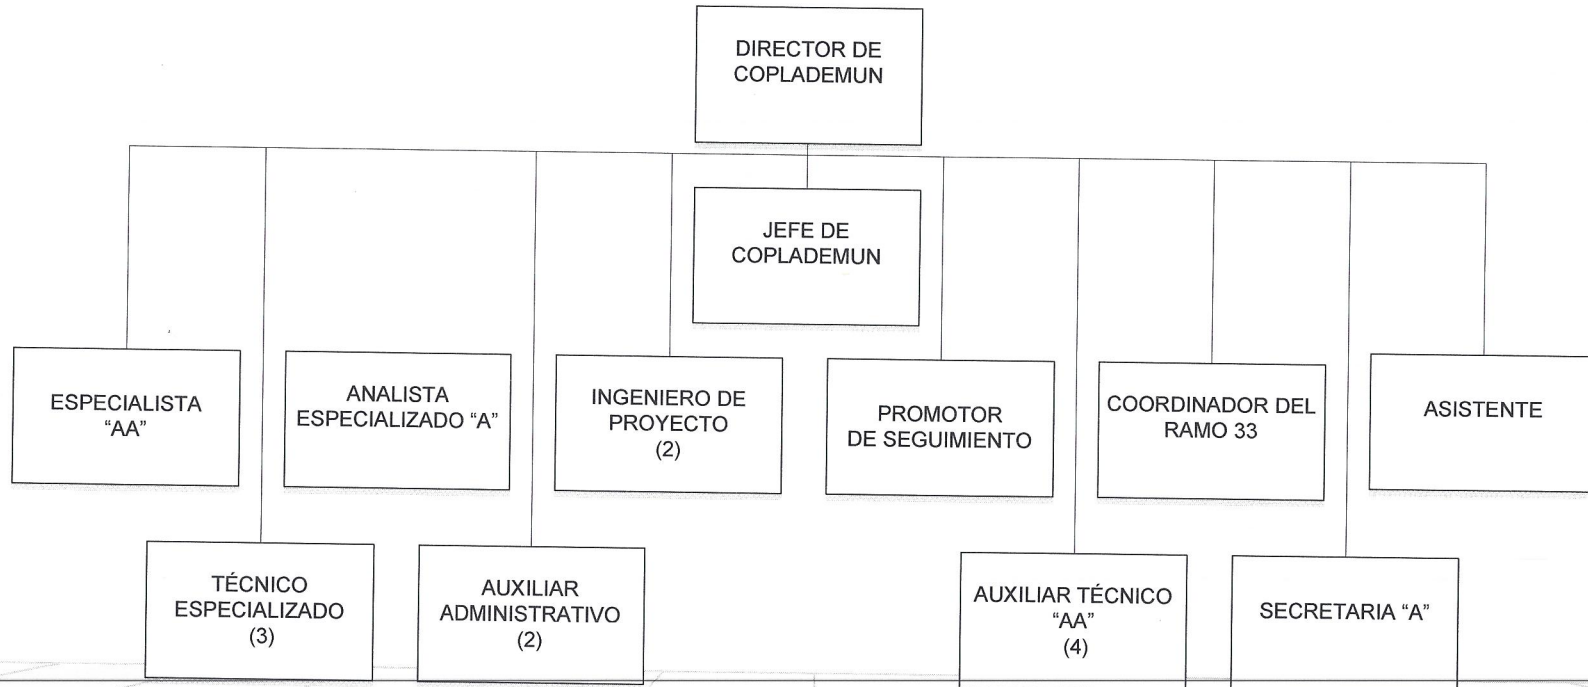 DIRECTOR DE
COPLADEMUN
JEFE DE
COPLADEMUN
ESPECIALISTA
“AA”
ANALISTA
ESPECIALIZADO “A”
INGENIERO DE
PROYECTO
(2)
PROMOTOR
DE SEGUIMIENTO
COORDINADOR DEL
RAMO 33
ASISTENTE
TÉCNICO
ESPECIALIZADO
(3)
AUXILIAR
ADMINISTRATIVO
(2)
AUXILIAR TÉCNICO
“AA”
(4)
SECRETARIA “A”